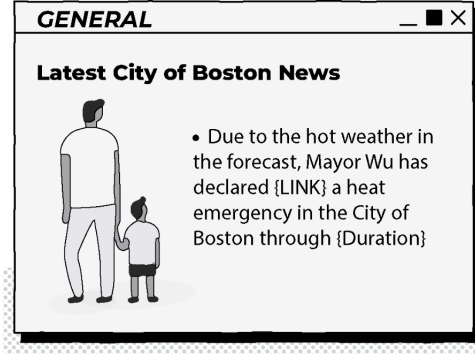 GENERAL
Latest City of Boston News
• Due to the hot weather in
the forecast, Mayor Wu has
declared {LINK} a heat
emergency in the City of
Boston through {Duration}